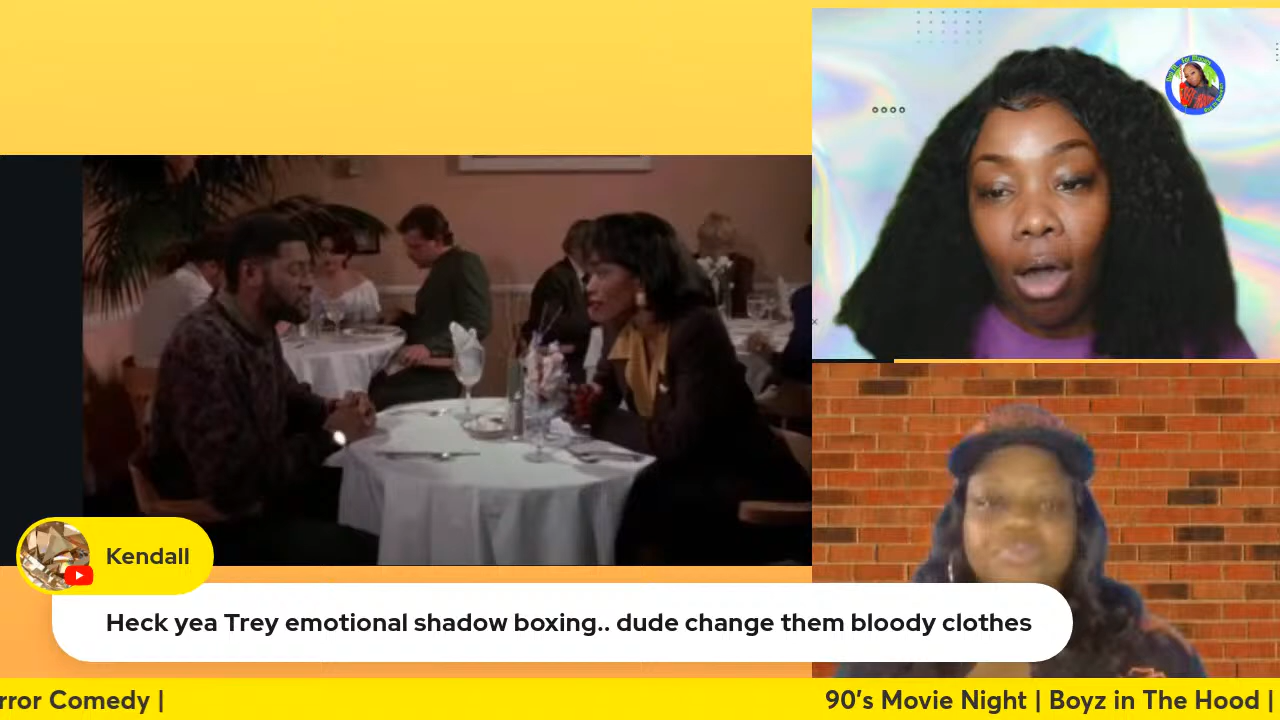 Kendall
Heck yea Trey emotional shadow boxing.. dude change them bloody clothes
rror Comedy |
90's Movie Night | Boyz in The Hood |